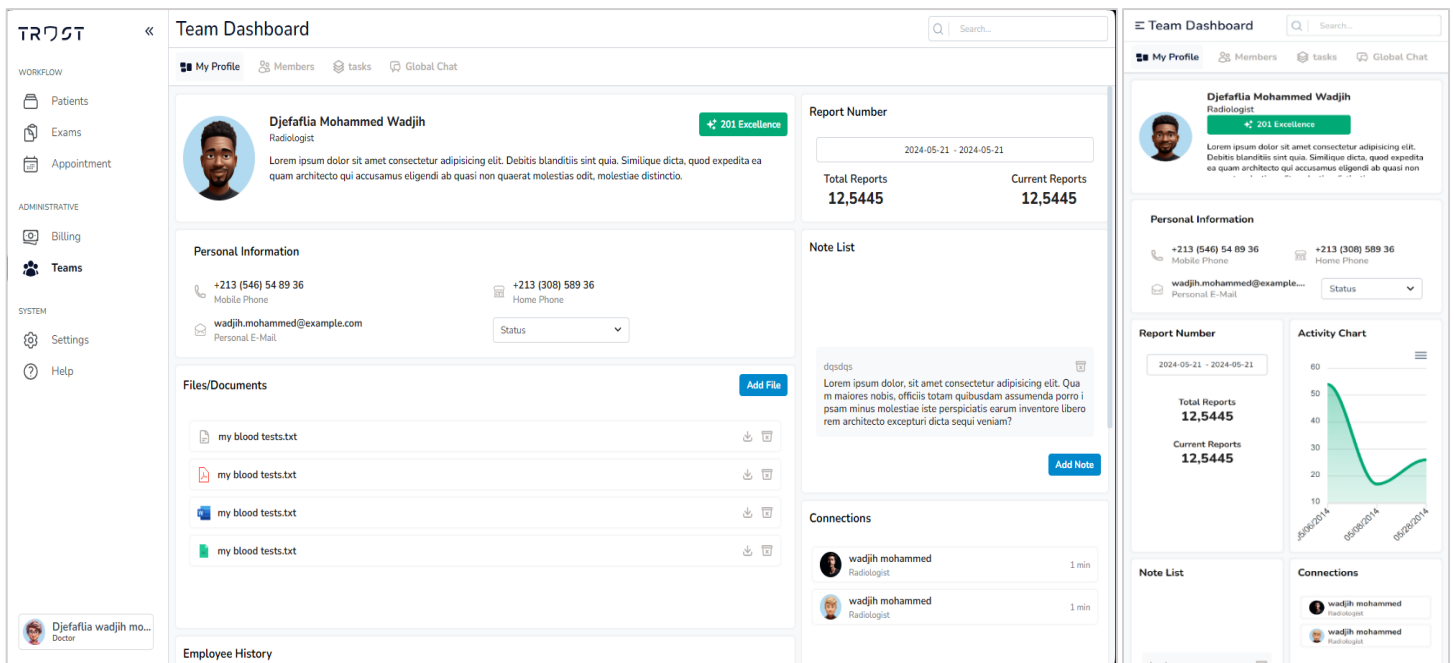 TRUST
«
WORKFLOW
Patients
Exams
Appointment
ADMINISTRATIVE
Billing
Teams
SYSTEM
Settings
Help
Djefaflia wadjih mo...
Doctor
Team Dashboard
Search...
My Profile
Members
tasks
Global Chat
Djefaflia Mohammed Wadjih
Radiologist
201 Excellence
Lorem ipsum dolor sit amet consectetur adipisicing elit. Debitis blanditiis sint quia. Similique dicta, quod expedita ea
quam architecto qui accusamus eligendi ab quasi non quaerat molestias odit, molestiae distinctio.
Personal Information
+213 (546) 54 89 36
Mobile Phone
+213 (308) 589 36
Home Phone
wadjih.mohammed@example.com
Personal E-Mail
Status
Files/Documents
Add File
my blood tests.txt
my blood tests.txt
my blood tests.txt
my blood tests.txt
Employee History
Report Number
2024-05-21 - 2024-05-21
Total Reports
12,5445
Current Reports
12,5445
Note List
dqsdqs
Lorem ipsum dolor, sit amet consectetur adipisicing elit. Qua
m maiores nobis, officiis totam quibusdam assumenda porro i
psam minus molestiae iste perspiciatis earum inventore libero
rem architecto excepturi dicta sequi veniam?
Add Note
Connections
wadjih mohammed
Radiologist
1 min
wadjih mohammed
Radiologist
1 min
Team Dashboard
Search...
My Profile
Members
tasks
Global Chat
Djefaflia Mohammed Wadjih
Radiologist
201 Excellence
Lorem ipsum dolor sit amet consectetur adipisicing elit.
Debitis blanditiis sint quia. Similique dicta, quod expedita
ea quam architecto qui accusamus eligendi ab quasi non
Personal Information
+213 (546) 54 89 36
Mobile Phone
+213 (308) 589 36
Home Phone
wadjih.mohammed@example....
Personal E-Mail
Status
Report Number
2024-05-21 - 2024-05-21
Total Reports
12,5445
Current Reports
12,5445
Activity Chart
60
50
40
30
20
10
05/06/2014
05/08/2014
05/28/2014
Note List
Connections
wadjih mohammed
Radiologist
wadjih mohammed
Radiologist